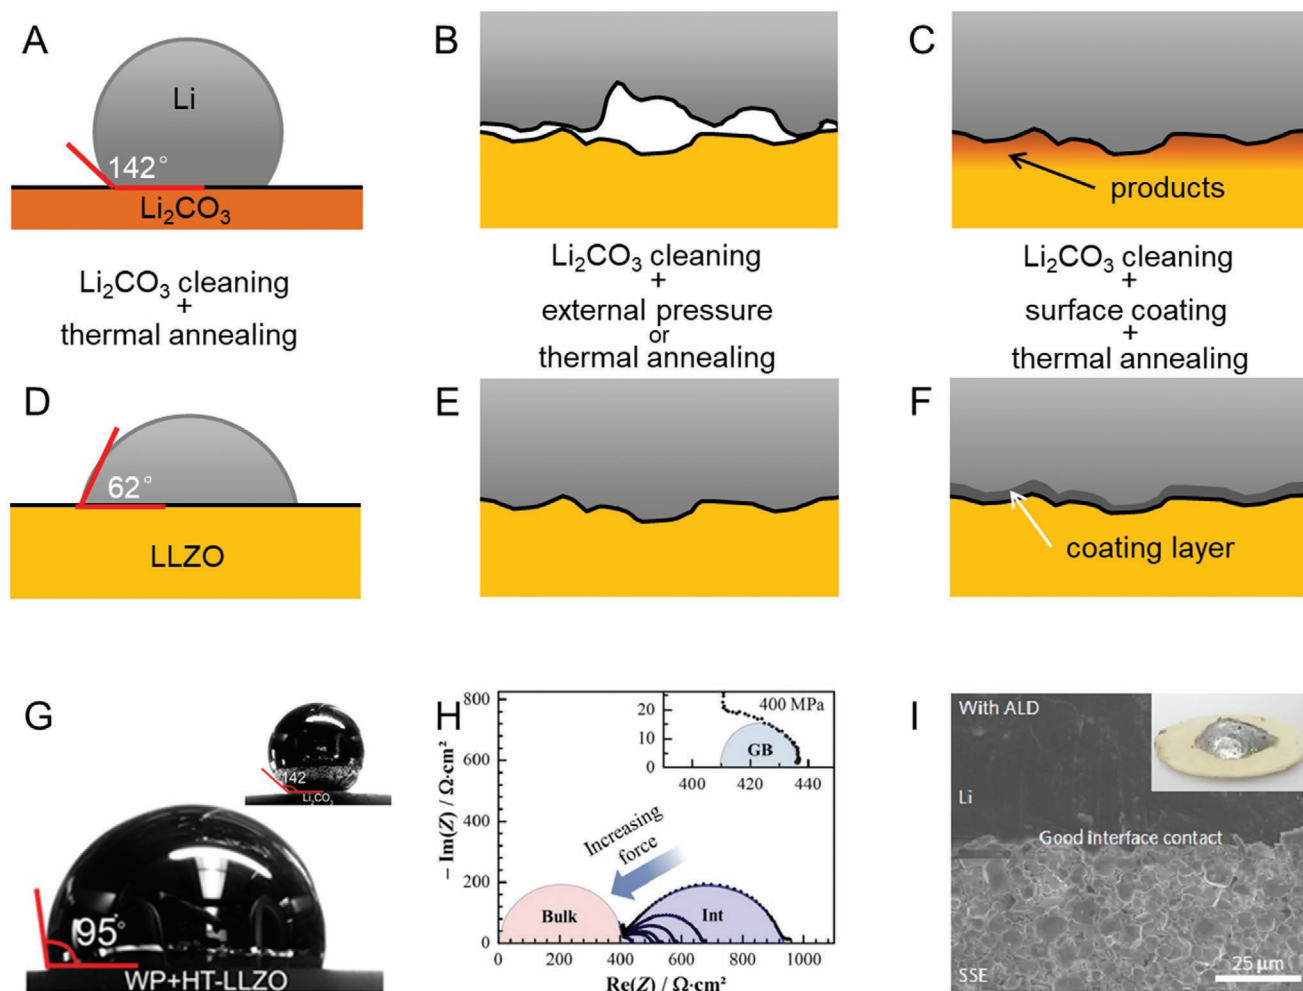 A
Li
142°
Li₂CO₃
B
C
products
Li₂CO₃ cleaning
+
thermal annealing
Li₂CO₃ cleaning
+
external pressure
or
thermal annealing
Li₂CO₃ cleaning
+
surface coating
+
thermal annealing
D
62°
LLZO
E
F
coating layer
G
142
Li₂CO₃
95°
WP+HT-LLZO
H
800
600
400
200
0
− Im(Z) / Ω·cm²
20
15
10
5
0
400 MPa
GB
400
420
440
Increasing
force
Bulk
Int
0
200
400
600
800
1000
Re(Z) / Ω·cm²
I
With ALD
Li
Good interface contact
SSE
25 μm